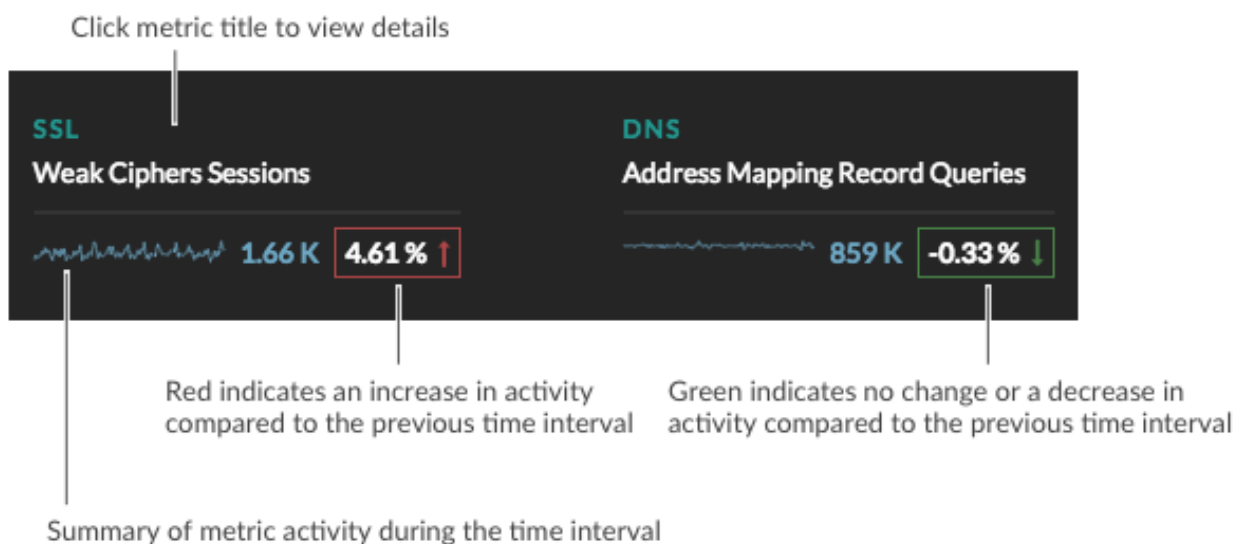 Click metric title to view details
SSL
Weak Ciphers Sessions
1.66 K 4.61 % ↑
DNS
Address Mapping Record Queries
859 K -0.33 % ↓
Red indicates an increase in activity
compared to the previous time interval
Green indicates no change or a decrease in
activity compared to the previous time interval
Summary of metric activity during the time interval